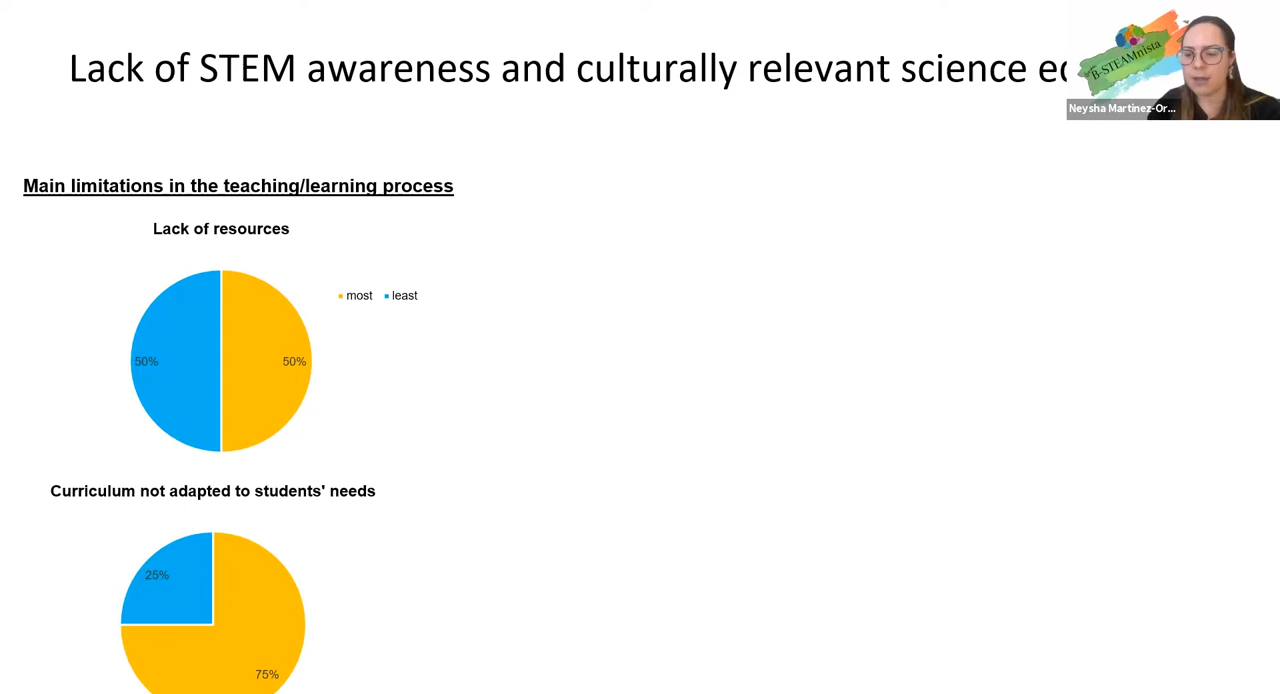 Lack of STEM awareness and culturally relevant science
B-STEAMnista
Neysha Martinez-Or...
Main limitations in the teaching/learning process
Lack of resources
most least
50% 50%
Curriculum not adapted to students' needs
25%
75%